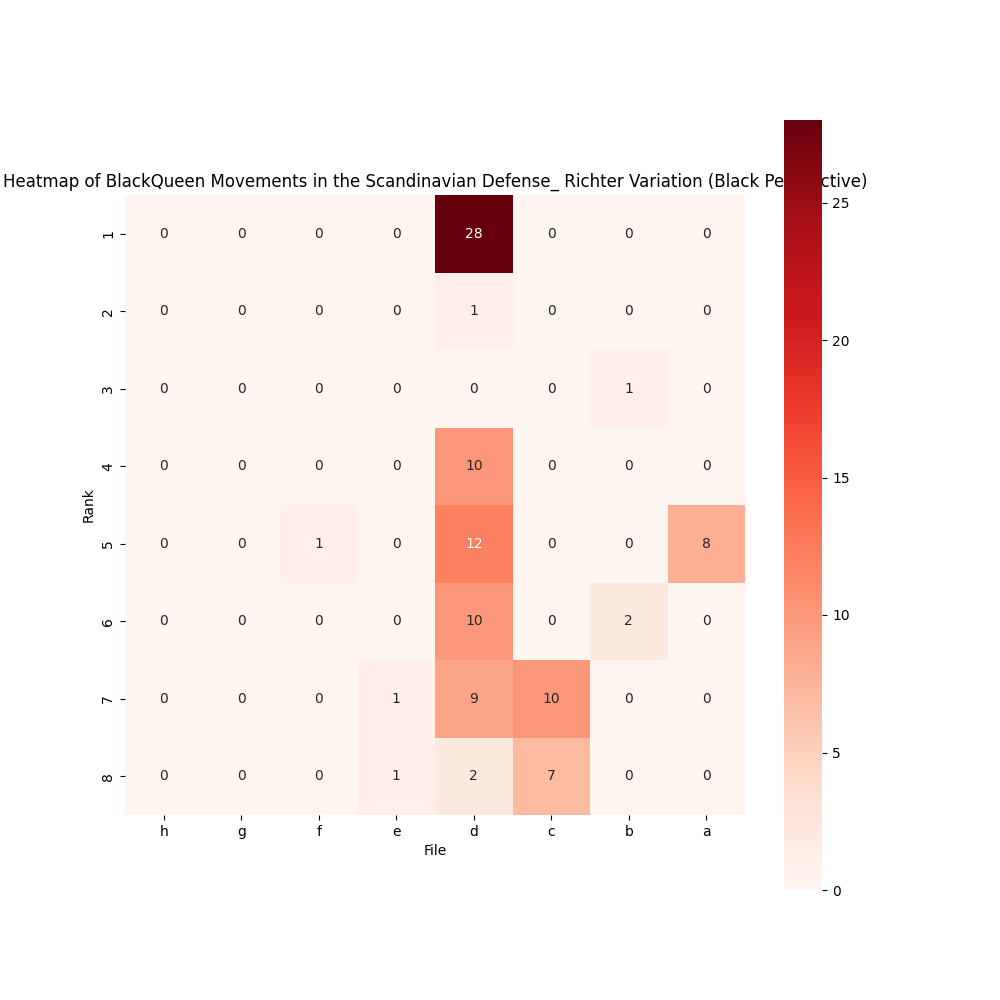 Heatmap of BlackQueen Movements in the Scandinavian Defense_ Richter Variation (Black Pe ctive)
25
1 0 0 0 0 28 0 0 0
2 0 0 0 0 1 0 0 0
20
3 0 0 0 0 0 0 1 0
4 0 0 0 0 10 0 0 0
15
Rank
5 0 0 1 0 12 0 0 8
10
6 0 0 0 0 10 0 2 0
7 0 0 0 1 9 10 0 0
5
8 0 0 0 1 2 7 0 0
h g f e d c b a
File
0